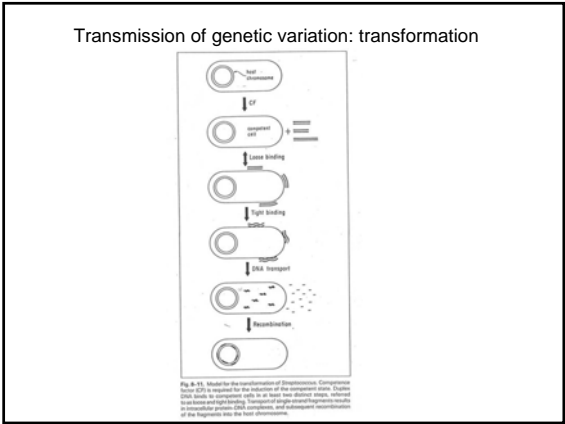 Transmission of genetic variation: transformation
host
chromosome
CF
competent
cell
+
Loose binding
Tight binding
DNA transport
Recombination
Fig. 8-11. Model for the transformation of Streptococcus. Competence
factor (CF) is required for the induction of the competent state. Duplex
DNA binds to competent cells in at least two distinct steps, referred
to as loose and tight binding. Transport of single strand fragments results
in intracellular protein-DNA complexes, and subsequent recombination
of the fragments into the host chromosome.